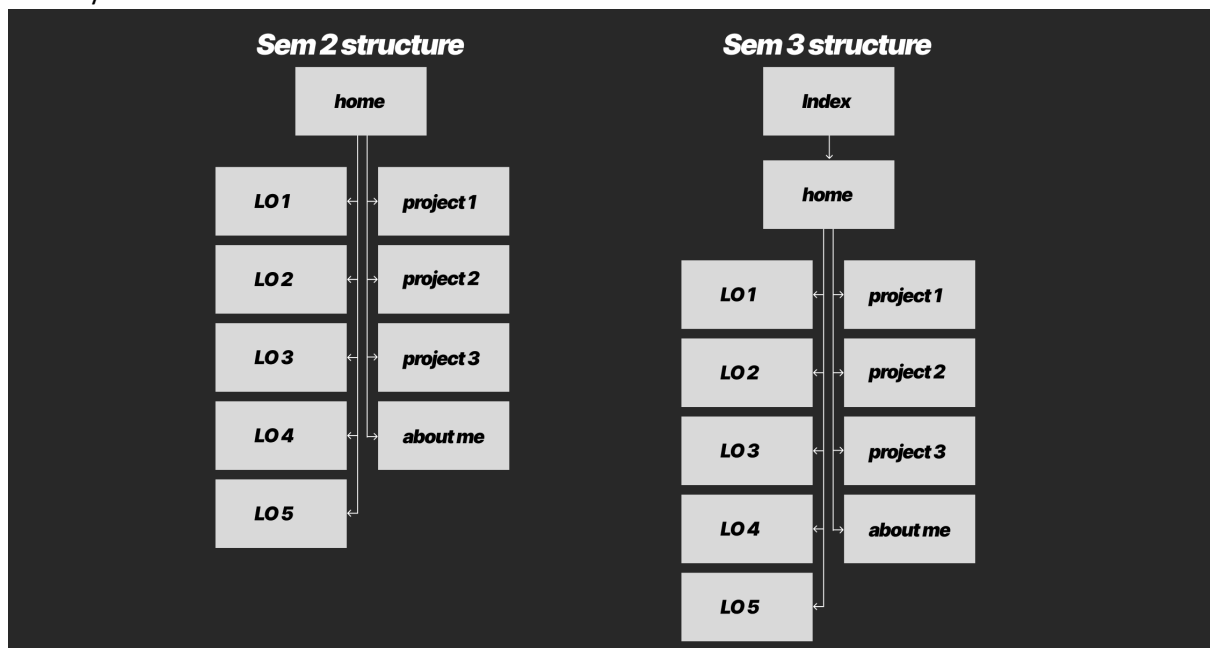 Sem 2 structure
home
LO 1
project 1
LO 2
project 2
LO 3
project 3
LO 4
about me
LO 5
Sem 3 structure
Index
home
LO 1
project 1
LO 2
project 2
LO 3
project 3
LO 4
about me
LO 5